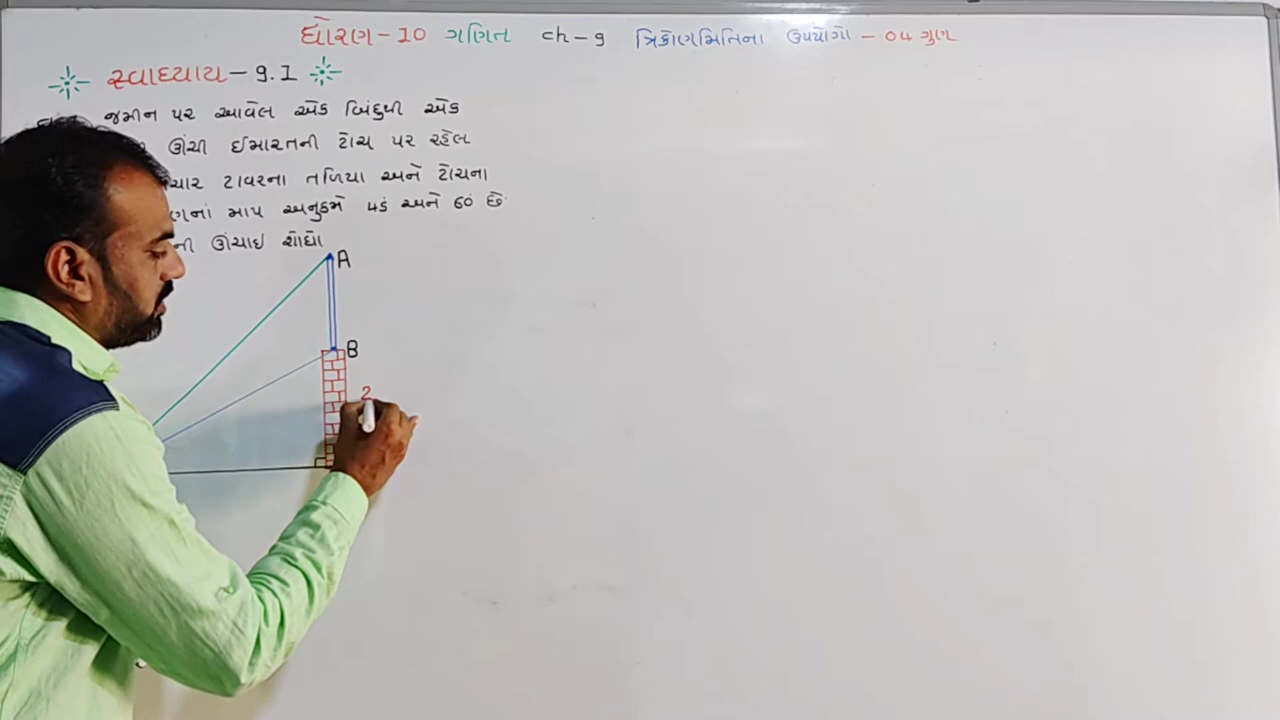 ધોરણ-10 ગણિત ch-9 ત્રિકોણમિતિના ઉપયોગો - 04 ગુણ
સ્વાધ્યાય - 9.1
જમીન પર આવેલ એક બિંદુથી એક
ઊંચી ઈમારતની ટોચ પર રહેલ
ટાવરના તળિયા અને ટોચના
માપ અનુક્રમે 45 અને 60 છે.
ઊંચાઇ શોધો
A
B
2